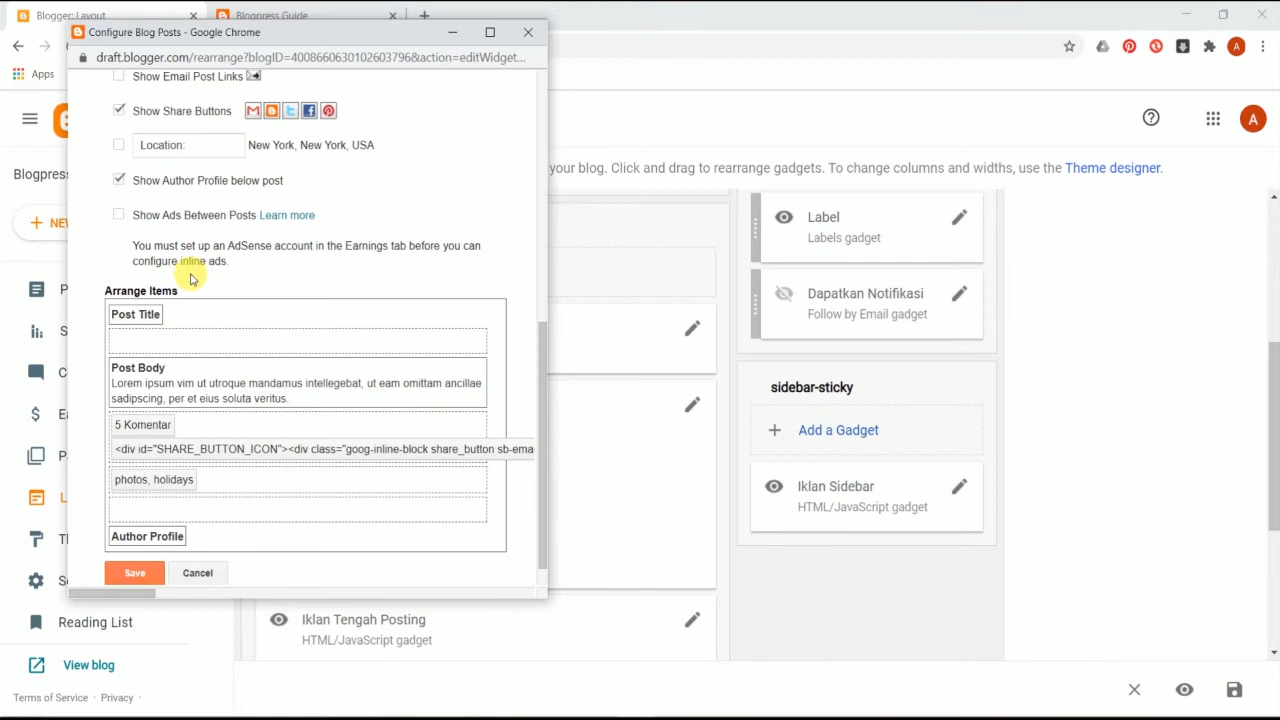 Blogger: Layout
Blogpress Guide
Configure Blog Posts - Google Chrome
draft.blogger.com/rearrange?blogID=4008660630102603796&action=editWidget...
Apps
Show Email Post Links
Show Share Buttons
Location:
New York, New York, USA
Show Author Profile below post
Show Ads Between Posts Learn more
You must set up an AdSense account in the Earnings tab before you can
configure inline ads.
Arrange Items
Post Title
Post Body
Lorem ipsum vim ut utroque mandamus intellegebat, ut eam omittam ancillae
sadipscing, per et eius soluta veritus.
5 Komentar
<div id="SHARE_BUTTON_ICON"><div class="goog-inline-block share_button sb-emai
photos, holidays
Author Profile
Save
Cancel
A
A
Blogpress
your blog. Click and drag to rearrange gadgets. To change columns and widths, use the Theme designer.
+ NEW
P
S
C
$ Ea
P
L
Th
Se
Reading List
View blog
Terms of Service · Privacy ·
Label
Labels gadget
Dapatkan Notifikasi
Follow by Email gadget
sidebar-sticky
+ Add a Gadget
Iklan Sidebar
HTML/JavaScript gadget
Iklan Tengah Posting
HTML/JavaScript gadget